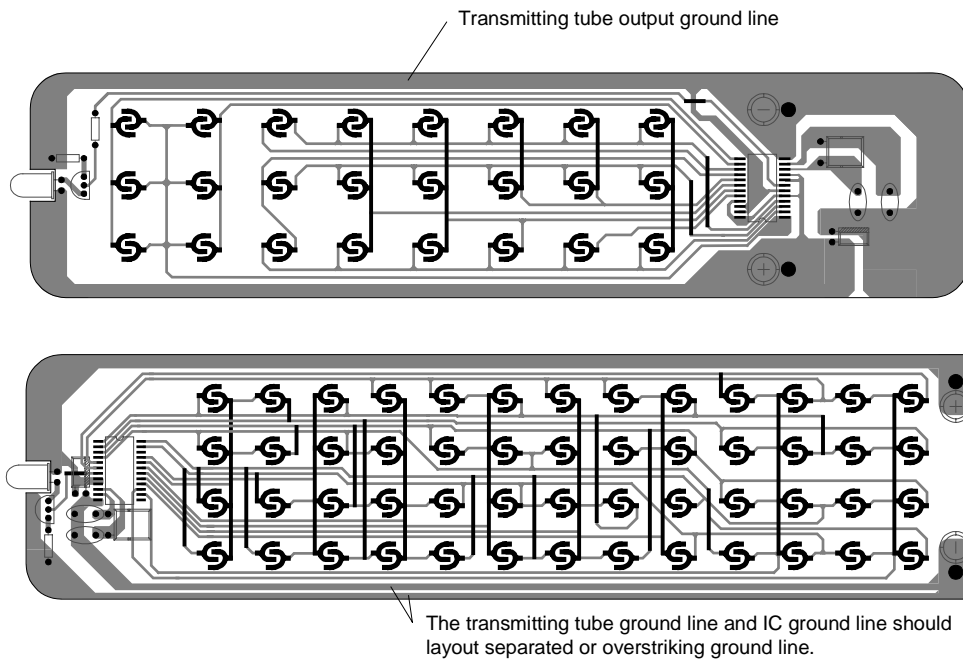 Transmitting tube output ground line
The transmitting tube ground line and IC ground line should
layout separated or overstriking ground line.